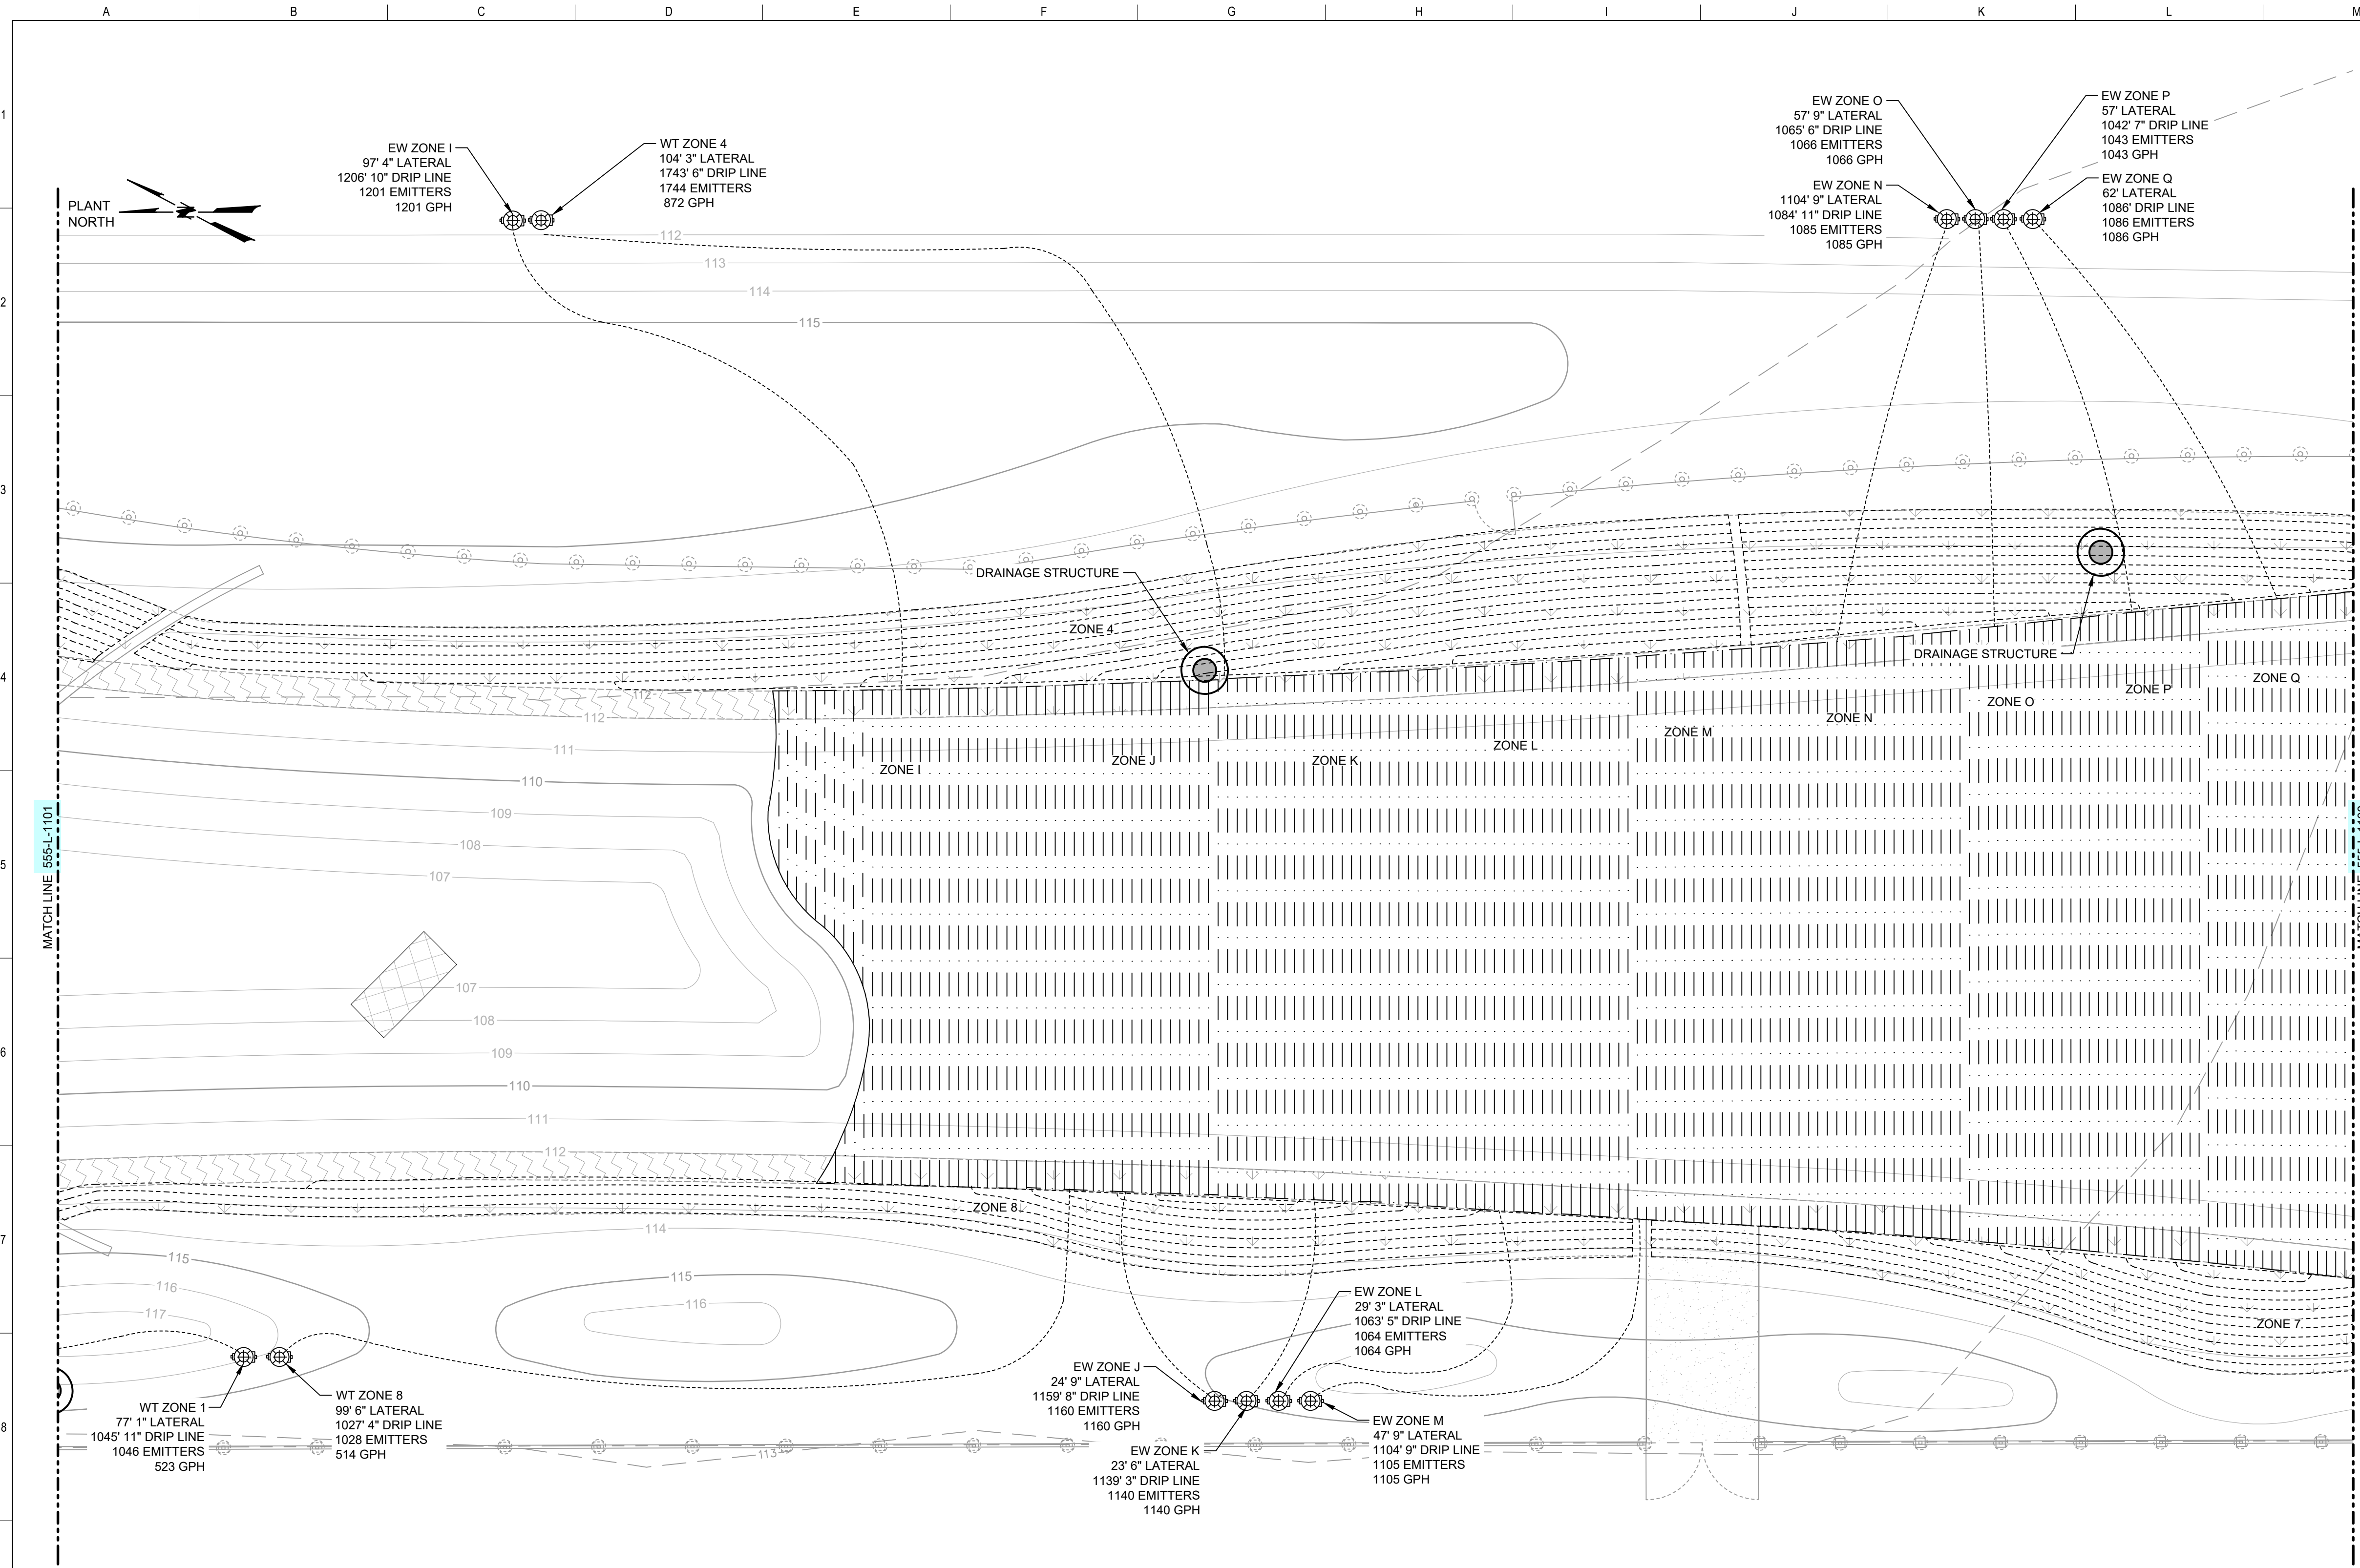 A B C D E F G H I J K L M
1
2
3
4
5
6
7
8
EW ZONE I
97' 4" LATERAL
1206' 10" DRIP LINE
1201 EMITTERS
1201 GPH
WT ZONE 4
104' 3" LATERAL
1743' 6" DRIP LINE
1744 EMITTERS
872 GPH
EW ZONE O
57' 9" LATERAL
1065' 6" DRIP LINE
1066 EMITTERS
1066 GPH
EW ZONE P
57' LATERAL
1042' 7" DRIP LINE
1043 EMITTERS
1043 GPH
EW ZONE N
1104' 9" LATERAL
1084' 11" DRIP LINE
1085 EMITTERS
1085 GPH
EW ZONE Q
62' LATERAL
1086' DRIP LINE
1086 EMITTERS
1086 GPH
PLANT
NORTH
112
113
114
115
DRAINAGE STRUCTURE
ZONE 4
DRAINAGE STRUCTURE
112
112
111
110
109
108
107
107
108
109
110
111
112
ZONE I
ZONE J
ZONE K
ZONE L
ZONE M
ZONE N
ZONE O
ZONE P
ZONE Q
MATCH LINE 555-L-1101
ZONE 8
114
115
116
117
115
116
ZONE 7
EW ZONE L
29' 3" LATERAL
1063' 5" DRIP LINE
1064 EMITTERS
1064 GPH
EW ZONE J
24' 9" LATERAL
1159' 8" DRIP LINE
1160 EMITTERS
1160 GPH
WT ZONE 8
99' 6" LATERAL
1027' 4" DRIP LINE
1028 EMITTERS
514 GPH
WT ZONE 1
77' 1" LATERAL
1045' 11" DRIP LINE
1046 EMITTERS
523 GPH
EW ZONE M
47' 9" LATERAL
1104' 9" DRIP LINE
1105 EMITTERS
1105 GPH
EW ZONE K
23' 6" LATERAL
1139' 3" DRIP LINE
1140 EMITTERS
1140 GPH
113